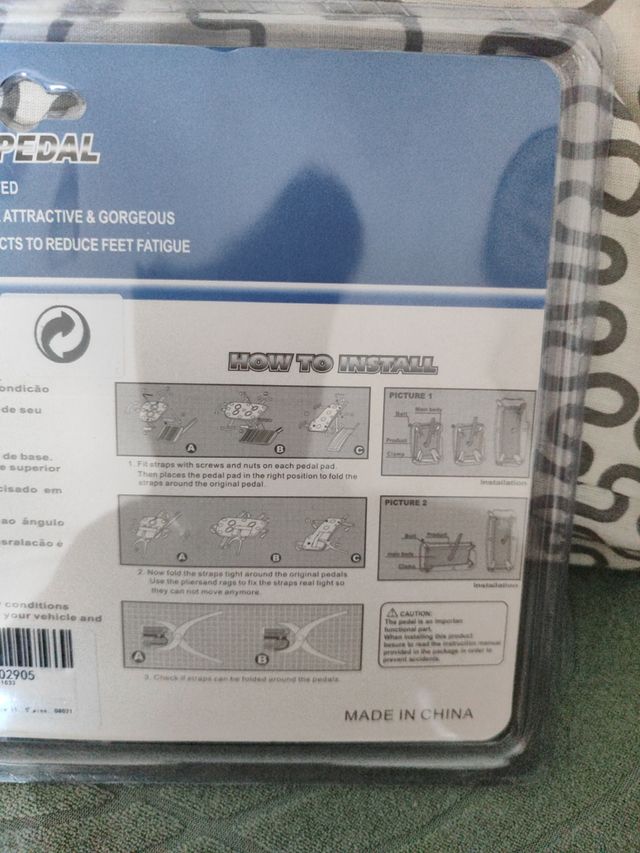 PEDAL
ATTRACTIVE & GORGEOUS
CTS TO REDUCE FEET FATIGUE
HOW TO INSTALL
ondicão
de seu
de base.
e superior
cisado em
ao ângulo
conditions
your vehicle and
02905
A B C
1. Fit straps with screws and nuts on each pedal pad.
Then places the pedal pad in the right position to fold the
straps around the original pedal.
A B C
2. Now fold the straps tight around the original pedals
Use the pliersand rags to fix the straps real light so
they can not move anymore.
A B
3. Check if straps can be folded around the pedals.
PICTURE 1
Main body
Bolt
Product
Clamp
Installation
PICTURE 2
Bolt Product
main body
Clamp
Installation
CAUTION:
The pedal is an importan
functional part.
When installing this product
besure to read the instruction manual
provided in the package in order to
prevent accidents.
MADE IN CHINA